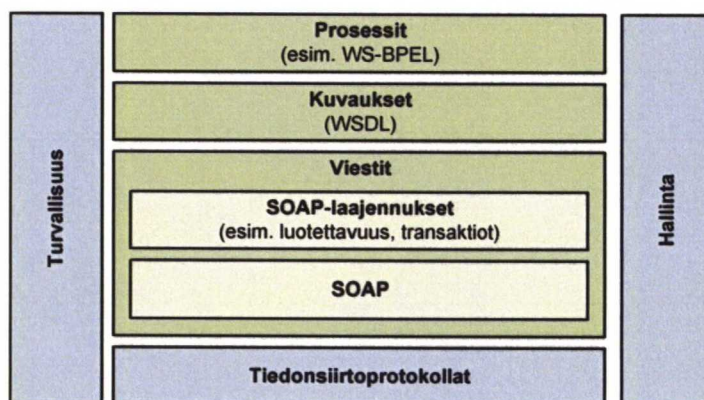 Prosessit
(esim. WS-BPEL)
Kuvaukset
(WSDL)
Viestit
SOAP-laajennukset
(esim. luotettavuus, transaktiot)
SOAP
Tiedonsiirtoprotokollat
Turvallisuus
Hallinta